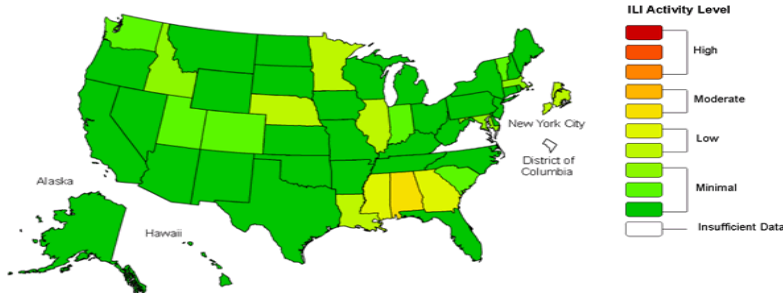 ILI Activity Level
High
Moderate
New York City
Low
District of
Columbia
Alaska
Minimal
Hawaii
Insufficient Data